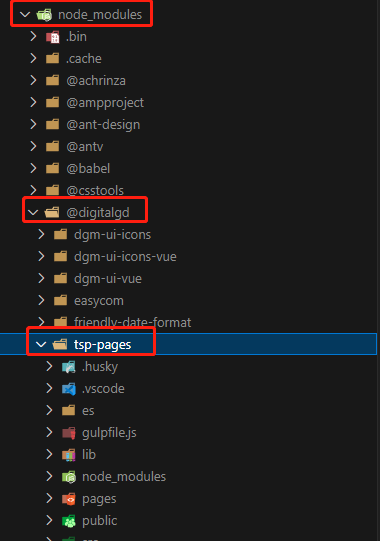 node_modules
.bin
.cache
@achrinza
@ampproject
@ant-design
@antv
@babel
@csstools
@digitalgd
dgm-ui-icons
dgm-ui-icons-vue
dgm-ui-vue
easycom
friendly-date-format
tsp-pages
.husky
.vscode
es
gulpfile.js
lib
node_modules
pages
public